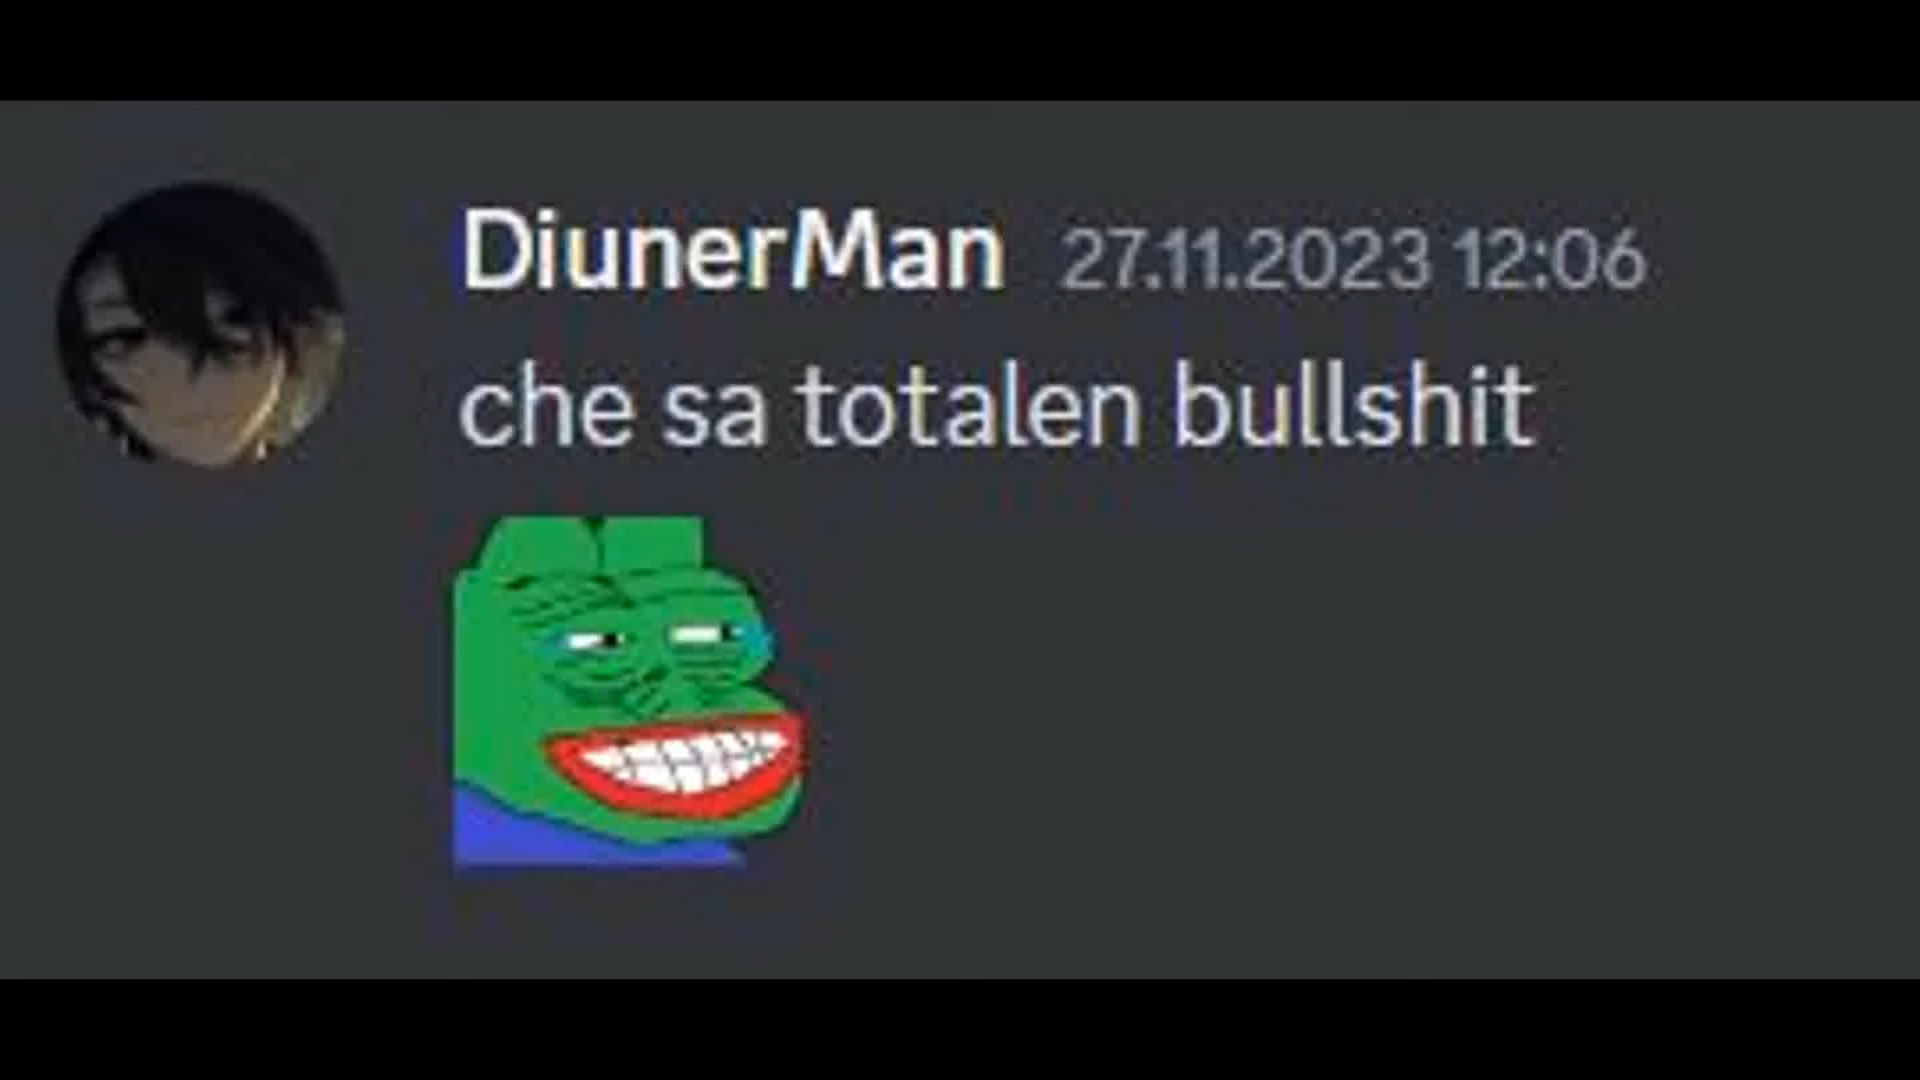 DiunerMan 27.11.2023 12:06
che sa totalen bullshit